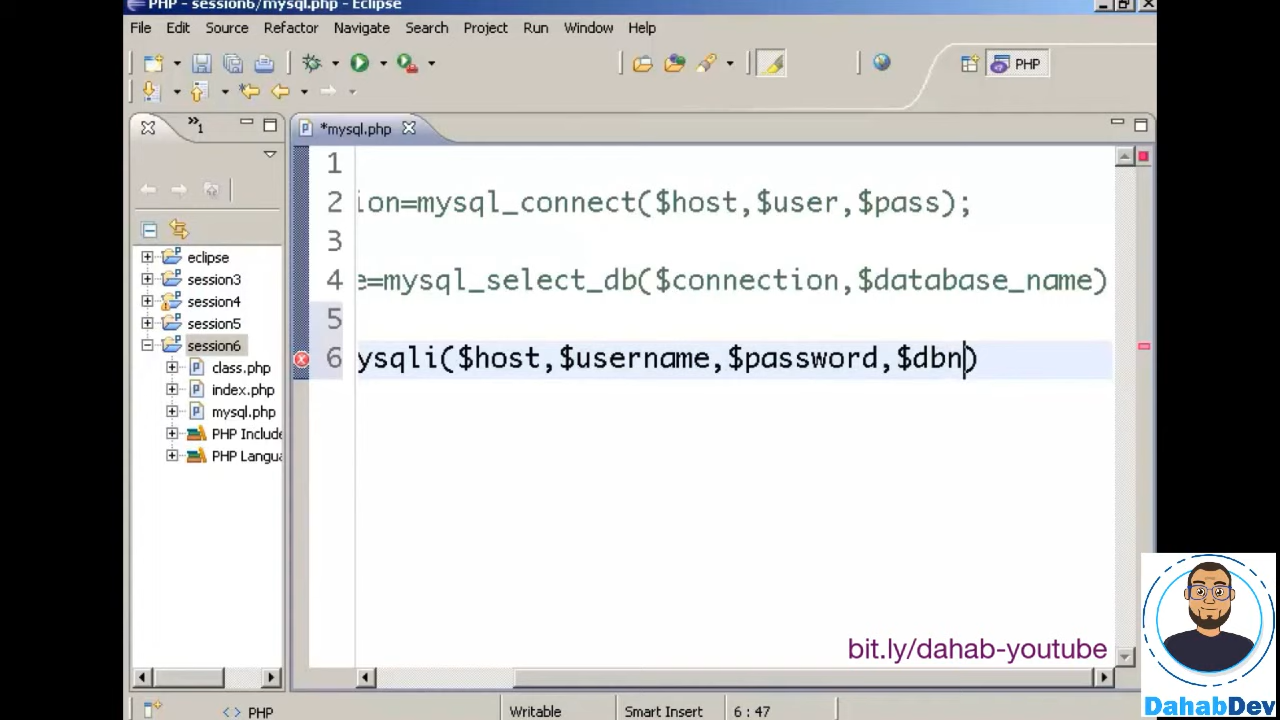 PHP - session6/mysql.php - Eclipse
File Edit Source Refactor Navigate Search Project Run Window Help
PHP
»1
*mysql.php
1
2 ion=mysql_connect($host,$user,$pass);
3
4 e=mysql_select_db($connection,$database_name)
5
6 ysqli($host,$username,$password,$dbn)
eclipse
session3
session4
session5
session6
class.php
index.php
mysql.php
PHP Include
PHP Langua
bit.ly/dahab-youtube
<> PHP
Writable
Smart Insert
6 : 47
DahabDev